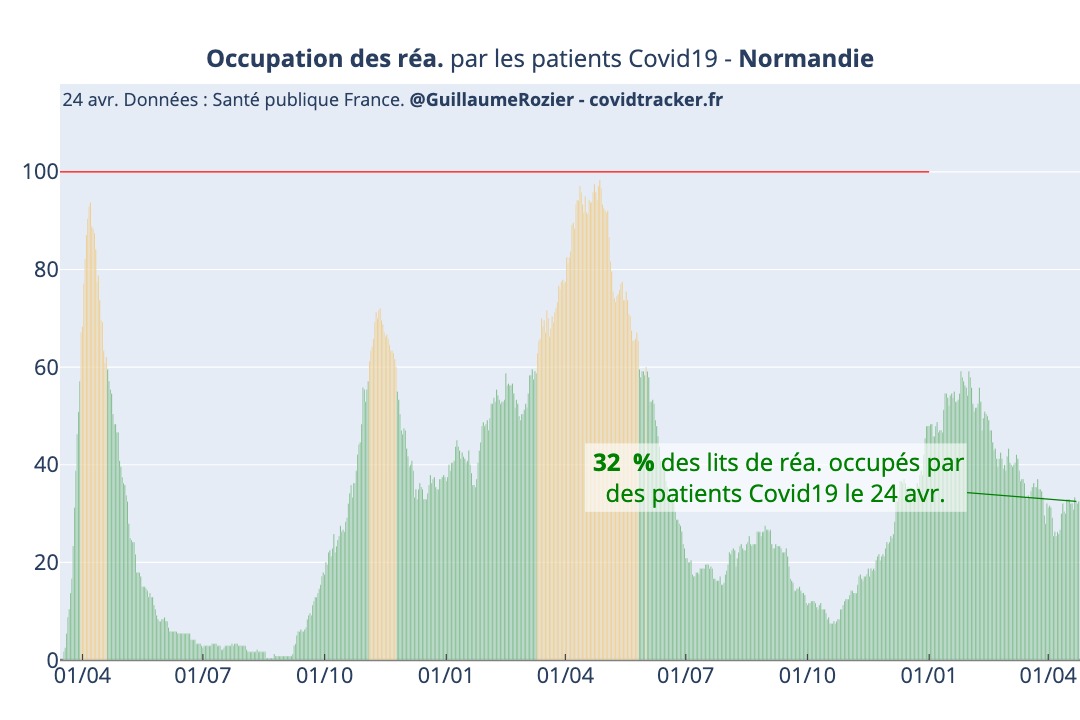 Occupation des réa. par les patients Covid19 - Normandie
24 avr. Données : Santé publique France. @GuillaumeRozier - covidtracker.fr
100
80
60
40
20
0
32 % des lits de réa. occupés par
des patients Covid19 le 24 avr.
01/04 01/07 01/10 01/01 01/04 01/07 01/10 01/01 01/04